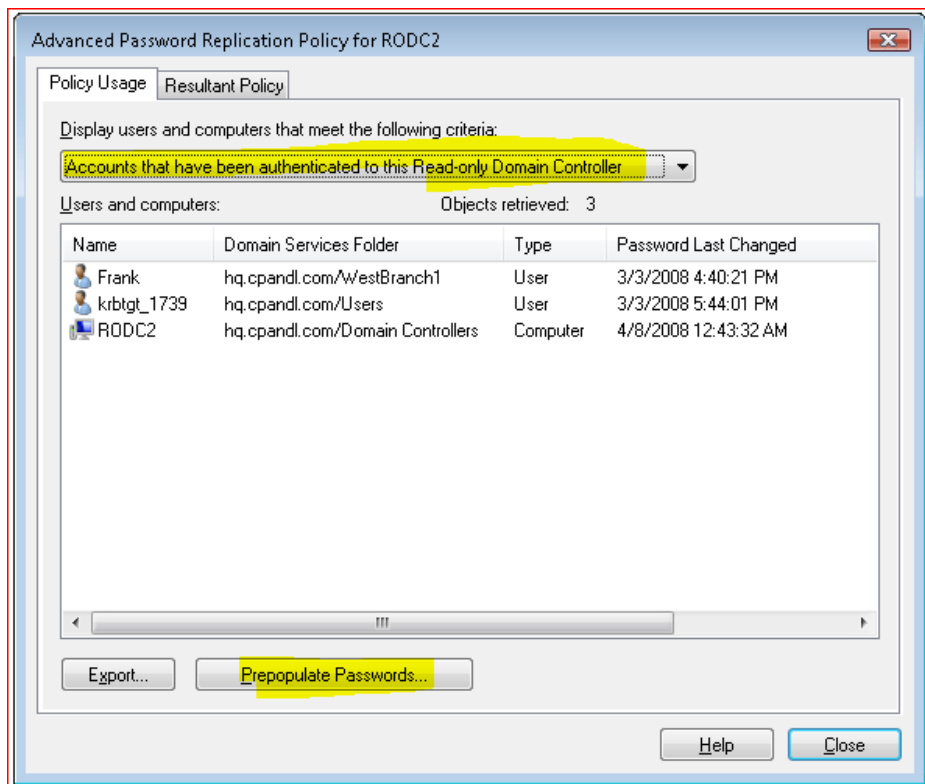 Advanced Password Replication Policy for RODC2
Policy Usage Resultant Policy
Display users and computers that meet the following criteria:
Accounts that have been authenticated to this Read-only Domain Controller
Users and computers: Objects retrieved: 3
Name Domain Services Folder Type Password Last Changed
Frank hq.cpandl.com/WestBranch1 User 3/3/2008 4:40:21 PM
krbtgt_1739 hq.cpandl.com/Users User 3/3/2008 5:44:01 PM
RODC2 hq.cpandl.com/Domain Controllers Computer 4/8/2008 12:43:32 AM
Export... Prepopulate Passwords...
Help Close